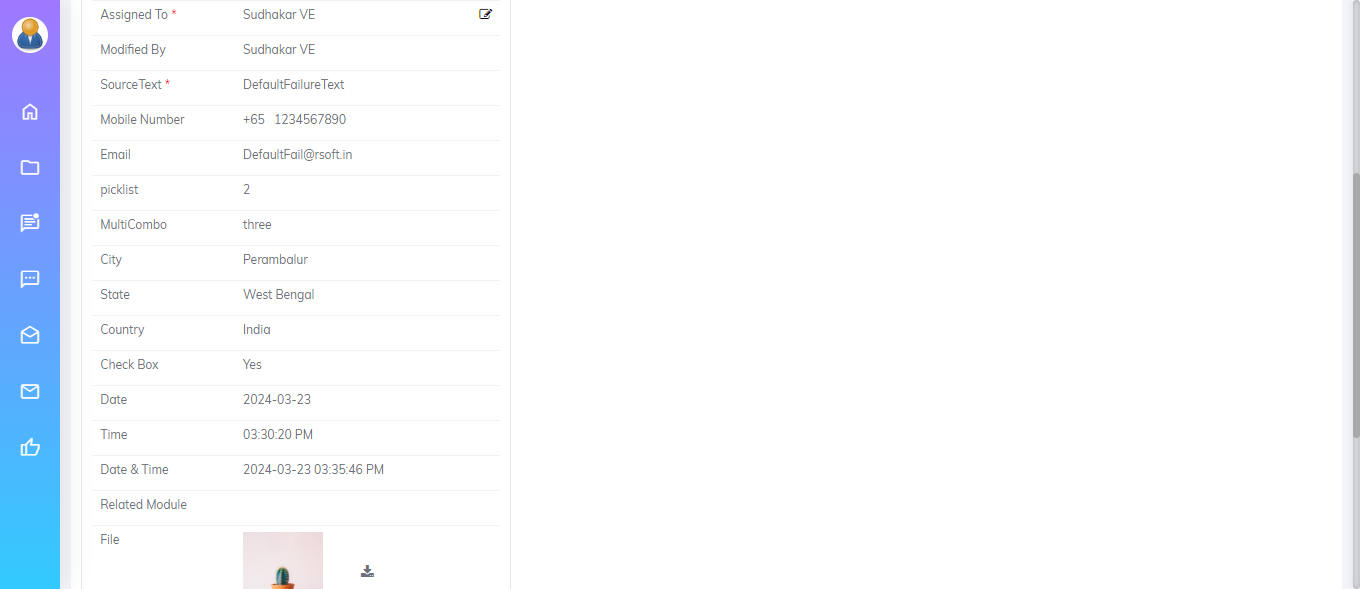 Assigned To * Sudhakar VE
Modified By Sudhakar VE
SourceText * DefaultFailureText
Mobile Number +65 1234567890
Email DefaultFail@rsoft.in
picklist 2
MultiCombo three
City Perambalur
State West Bengal
Country India
Check Box Yes
Date 2024-03-23
Time 03:30:20 PM
Date & Time 2024-03-23 03:35:46 PM
Related Module
File